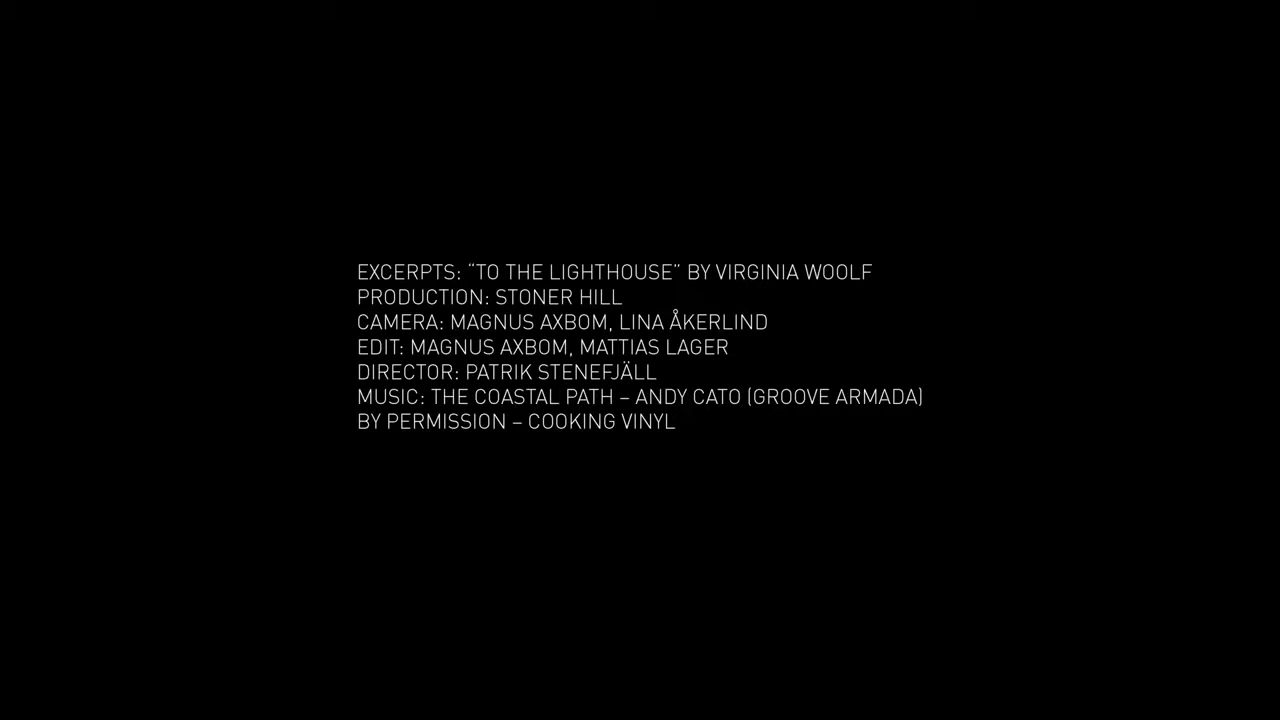 EXCERPTS: “TO THE LIGHTHOUSE” BY VIRGINIA WOOLF
PRODUCTION: STONER HILL
CAMERA: MAGNUS AXBOM, LINA ÅKERLIND
EDIT: MAGNUS AXBOM, MATTIAS LAGER
DIRECTOR: PATRIK STENEFJÄLL
MUSIC: THE COASTAL PATH – ANDY CATO (GROOVE ARMADA)
BY PERMISSION – COOKING VINYL